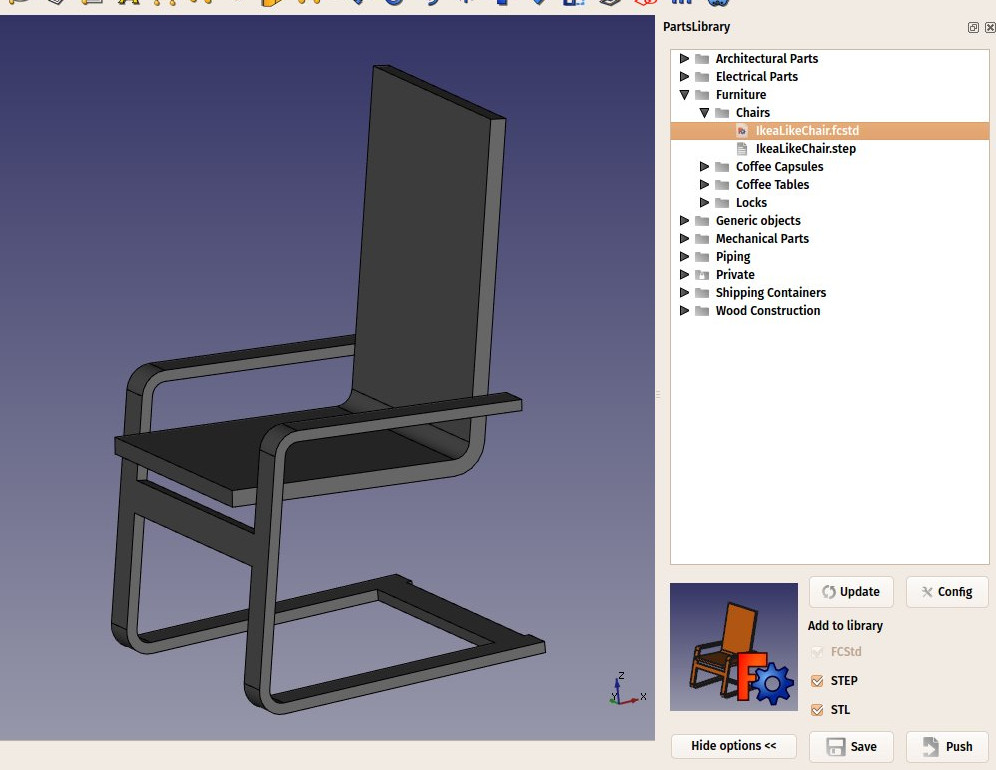 PartsLibrary
Architectural Parts
Electrical Parts
Furniture
Chairs
IkeaLikeChair.fcstd
IkeaLikeChair.step
Coffee Capsules
Coffee Tables
Locks
Generic objects
Mechanical Parts
Piping
Private
Shipping Containers
Wood Construction
Update
Config
Add to library
FCStd
STEP
STL
Hide options <<
Save
Push
Z
Y
X